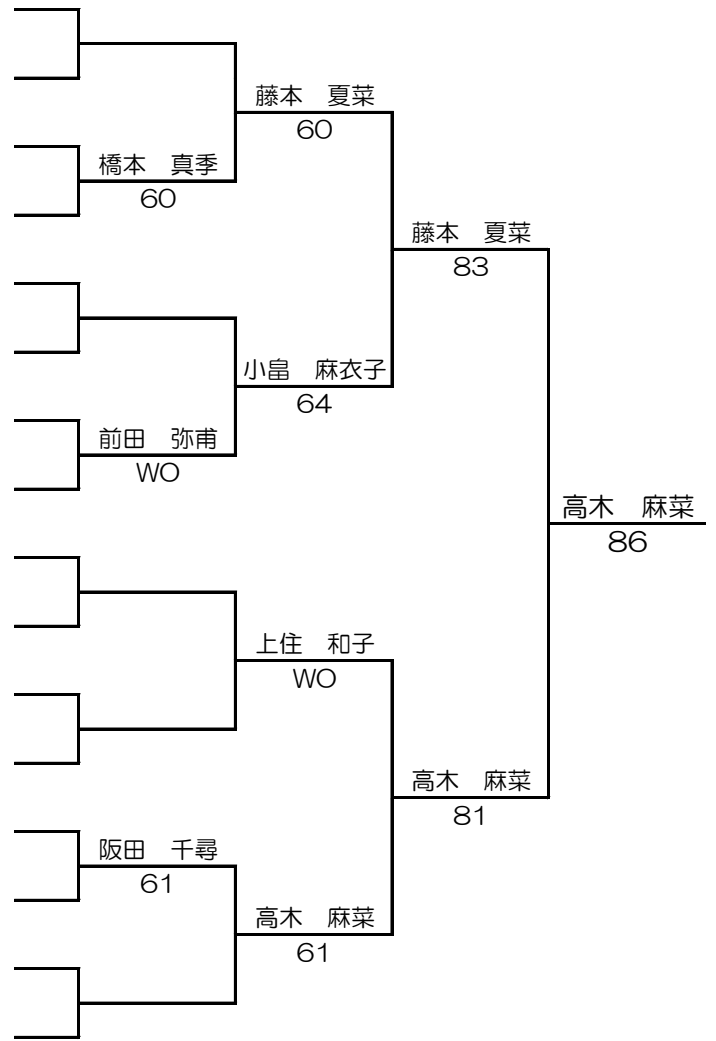 藤本　夏菜
60
橋本　真季
60
藤本　夏菜
83
小畠　麻衣子
64
前田　弥甫
WO
高木　麻菜
86
上住　和子
WO
高木　麻菜
81
阪田　千尋
61
高木　麻菜
61